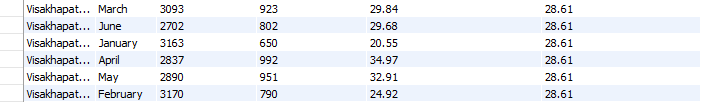 Visakhapat... March 3093 923 29.84 28.61
Visakhapat... June 2702 802 29.68 28.61
Visakhapat... January 3163 650 20.55 28.61
Visakhapat... April 2837 992 34.97 28.61
Visakhapat... May 2890 951 32.91 28.61
Visakhapat... February 3170 790 24.92 28.61